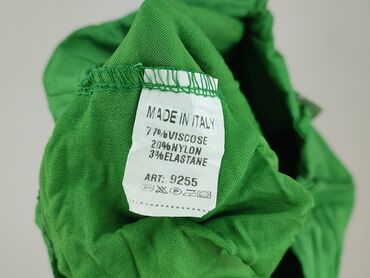 MADE IN ITALY
77%VISCOSE
20%NYLON
3%ELASTANE
ART: 9255